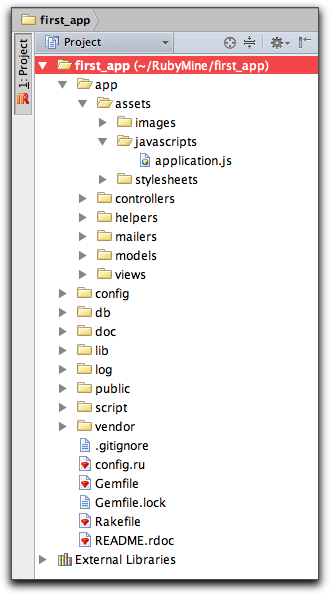 first_app
Project
1: Project
first_app (~/RubyMine/first_app)
app
assets
images
javascripts
application.js
stylesheets
controllers
helpers
mailers
models
views
config
db
doc
lib
log
public
script
vendor
.gitignore
config.ru
Gemfile
Gemfile.lock
Rakefile
README.rdoc
External Libraries